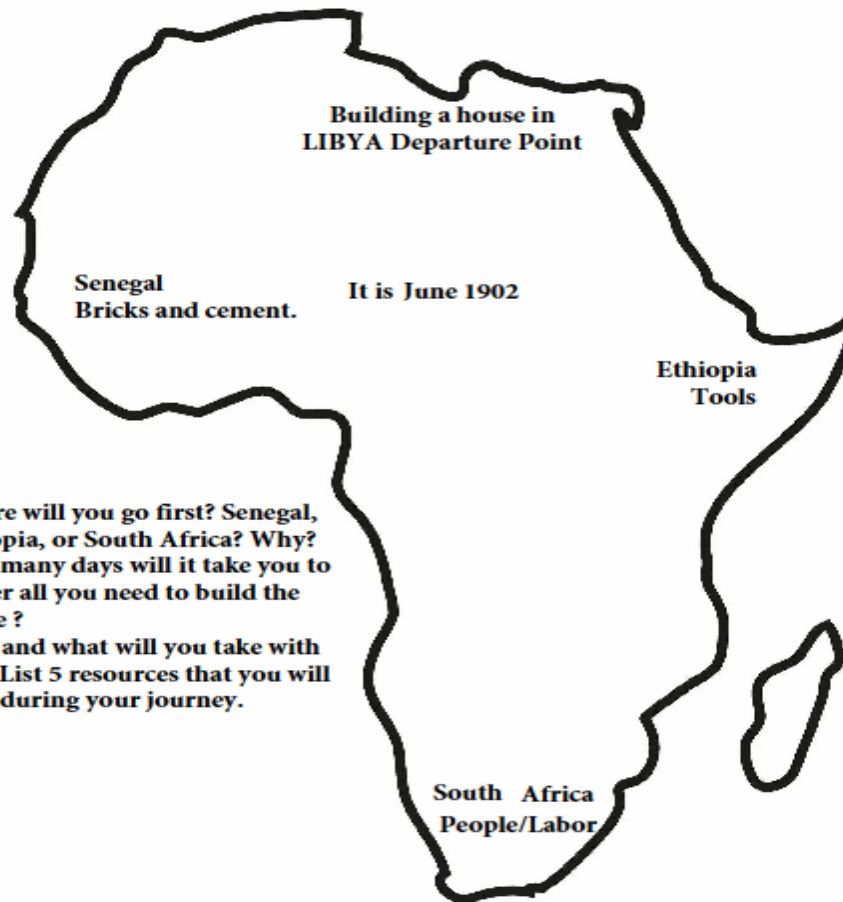 Building a house in
LIBYA Departure Point
Senegal
Bricks and cement.
It is June 1902
Ethiopia
Tools
will you go first? Senegal,
or South Africa? Why?
many days will it take you to
all you need to build the
?
and what will you take with
List 5 resources that you will
during your journey.
South Africa
People/Labor